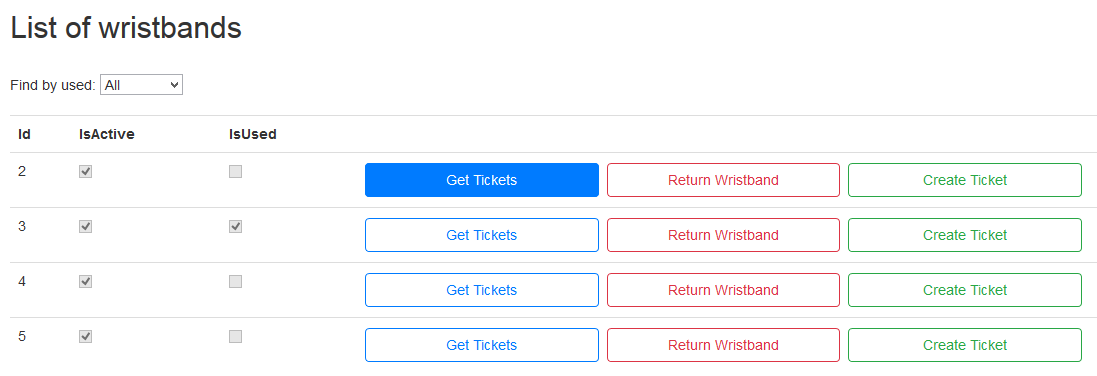 List of wristbands
Find by used: All
Id IsActive IsUsed
2 Get Tickets Return Wristband Create Ticket
3 Get Tickets Return Wristband Create Ticket
4 Get Tickets Return Wristband Create Ticket
5 Get Tickets Return Wristband Create Ticket